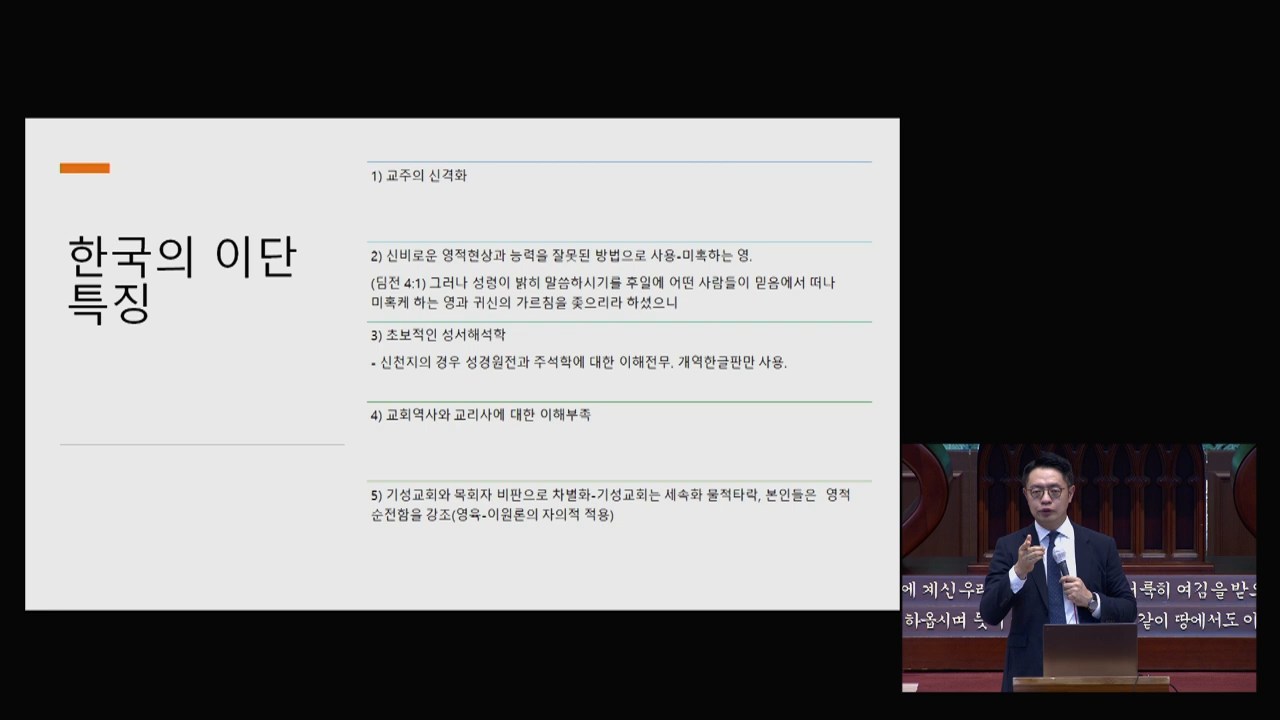 한국의 이단
특징
1) 교주의 신격화
2) 신비로운 영적현상과 능력을 잘못된 방법으로 사용-미혹하는 영.
(딤전 4:1) 그러나 성령이 밝히 말씀하시기를 후일에 어떤 사람들이 믿음에서 떠나
미혹케 하는 영과 귀신의 가르침을 좇으리라 하셨으니
3) 초보적인 성서해석학
- 신천지의 경우 성경원전과 주석학에 대한 이해전무. 개역한글판만 사용.
4) 교회역사와 교리사에 대한 이해부족
5) 기성교회와 목회자 비판으로 차별화-기성교회는 세속화 물적타락, 본인들은 영적
순전함을 강조(영육-이원론의 자의적 적용)
에 계신 우리 룩히 여김을 받으
하옵시며 뜻 같이 땅에서도 이